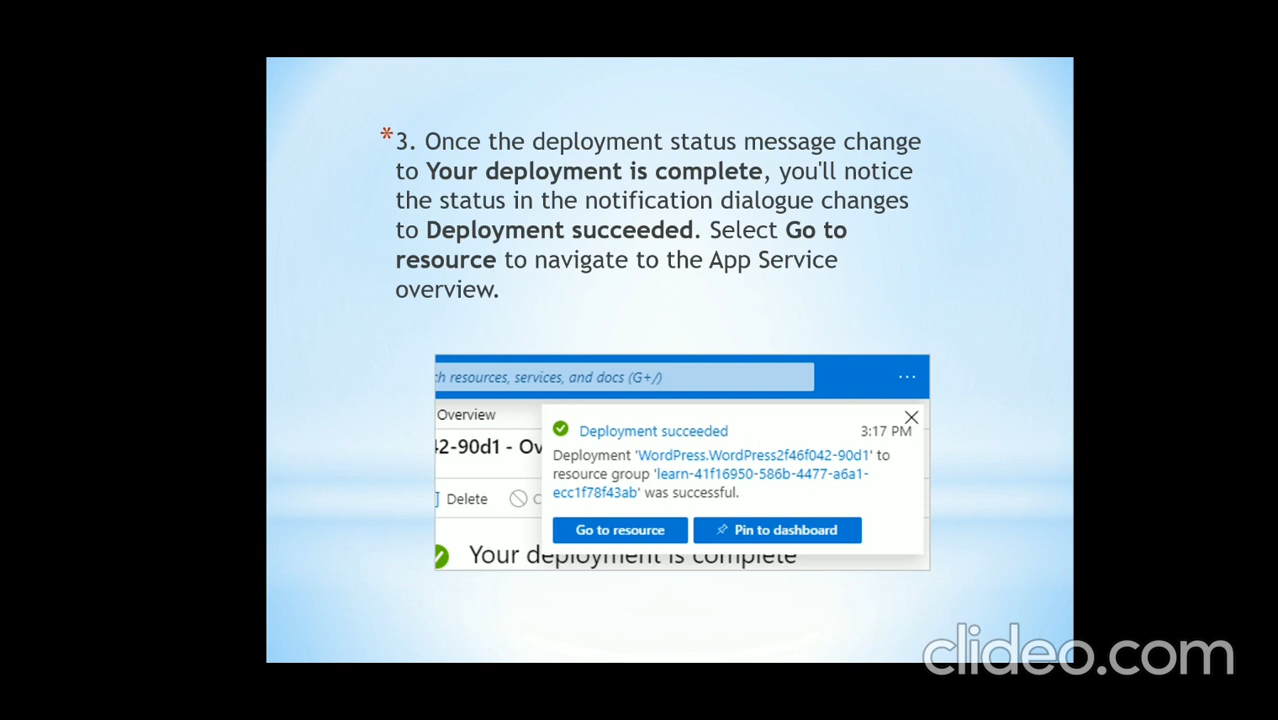 *3. Once the deployment status message change
to Your deployment is complete, you'll notice
the status in the notification dialogue changes
to Deployment succeeded. Select Go to
resource to navigate to the App Service
overview.
ch resources, services, and docs (G+/)
...
Overview
42-90d1 - Ov
Deployment succeeded
3:17 PM
Deployment 'WordPress.WordPress2f46f042-90d1' to
resource group 'learn-41f16950-586b-4477-a6a1-
ecc1f78f43ab' was successful.
Delete
C
Go to resource
Pin to dashboard
Your deployment is complete
clideo.com